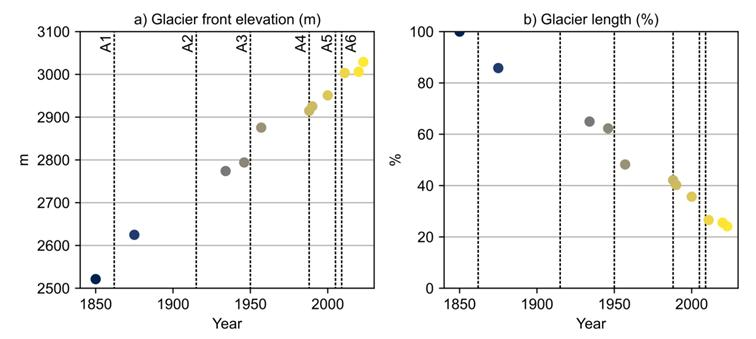 a) Glacier front elevation (m)
3100
3000
2900
2800
2700
2600
2500
m
A1
A2
A3
A4
A5
A6
1850
1900
1950
2000
Year
b) Glacier length (%)
100
80
60
40
20
0
%
1850
1900
1950
2000
Year